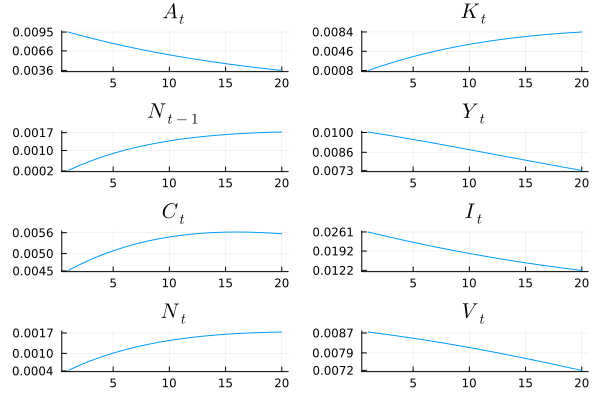 A_t
0.0095
0.0066
0.0036
5 10 15 20
K_t
0.0084
0.0046
0.0008
5 10 15 20
N_{t-1}
0.0017
0.0010
0.0002
5 10 15 20
Y_t
0.0100
0.0086
0.0073
5 10 15 20
C_t
0.0056
0.0050
0.0045
5 10 15 20
I_t
0.0261
0.0192
0.0122
5 10 15 20
N_t
0.0017
0.0010
0.0004
5 10 15 20
V_t
0.0087
0.0079
0.0072
5 10 15 20